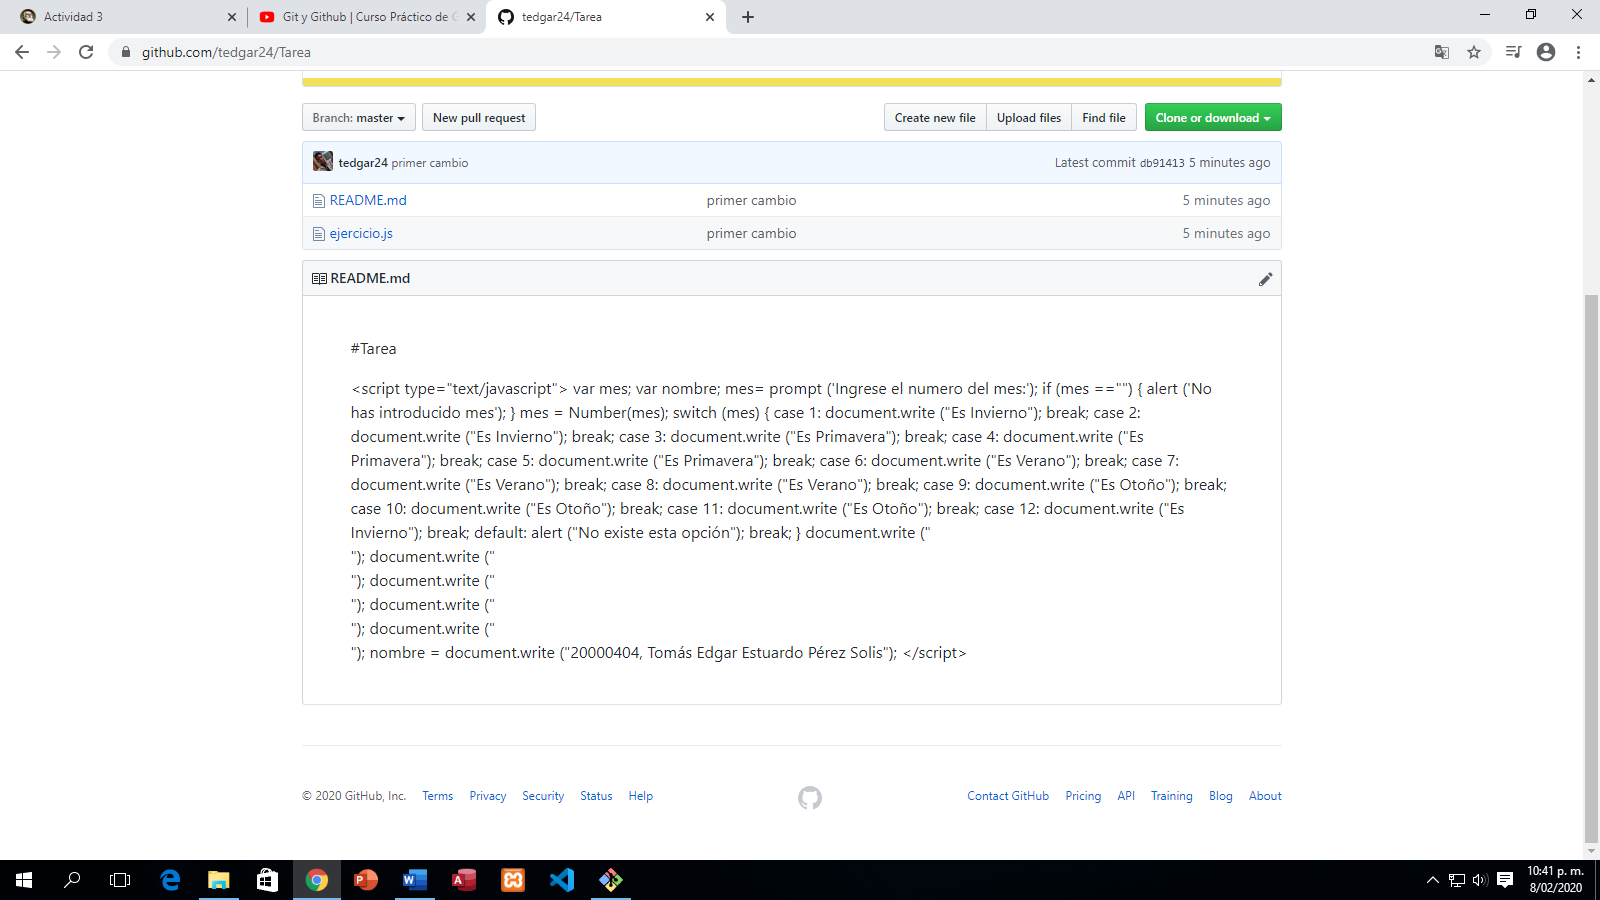 Actividad 3
Git y Github | Curso Práctico de G
tedgar24/Tarea
github.com/tedgar24/Tarea
Branch: master
New pull request
Create new file
Upload files
Find file
Clone or download
tedgar24 primer cambio
Latest commit db91413 5 minutes ago
README.md
primer cambio
5 minutes ago
ejercicio.js
primer cambio
5 minutes ago
README.md
#Tarea
<script type="text/javascript"> var mes; var nombre; mes= prompt ('Ingrese el numero del mes:'); if (mes =="") { alert ('No
has introducido mes'); } mes = Number(mes); switch (mes) { case 1: document.write ("Es Invierno"); break; case 2:
document.write ("Es Invierno"); break; case 3: document.write ("Es Primavera"); break; case 4: document.write ("Es
Primavera"); break; case 5: document.write ("Es Primavera"); break; case 6: document.write ("Es Verano"); break; case 7:
document.write ("Es Verano"); break; case 8: document.write ("Es Verano"); break; case 9: document.write ("Es Otoño"); break;
case 10: document.write ("Es Otoño"); break; case 11: document.write ("Es Otoño"); break; case 12: document.write ("Es
Invierno"); break; default: alert ("No existe esta opción"); break; } document.write ("
"); document.write ("
"); document.write ("
"); document.write ("
"); document.write ("
"); nombre = document.write ("20000404, Tomás Edgar Estuardo Pérez Solis"); </script>
© 2020 GitHub, Inc.
Terms
Privacy
Security
Status
Help
Contact GitHub
Pricing
API
Training
Blog
About
10:41 p. m.
8/02/2020